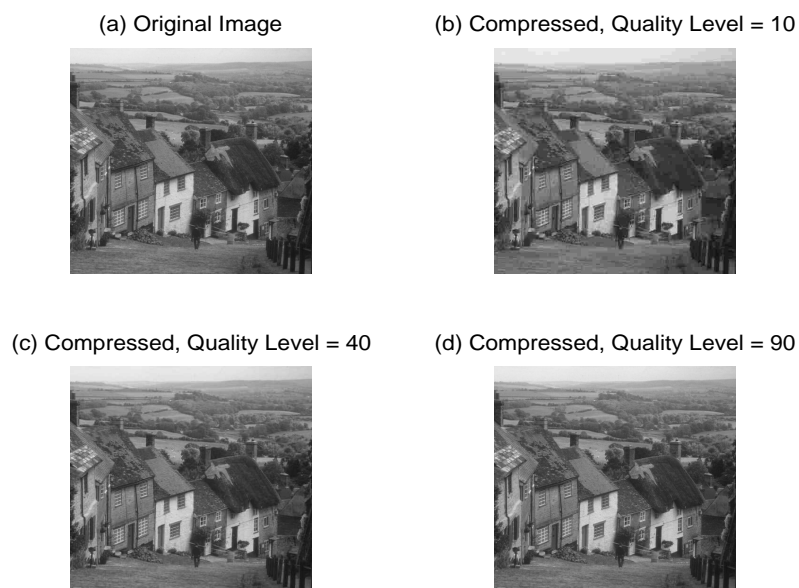 (a) Original Image
(b) Compressed, Quality Level = 10
(c) Compressed, Quality Level = 40
(d) Compressed, Quality Level = 90